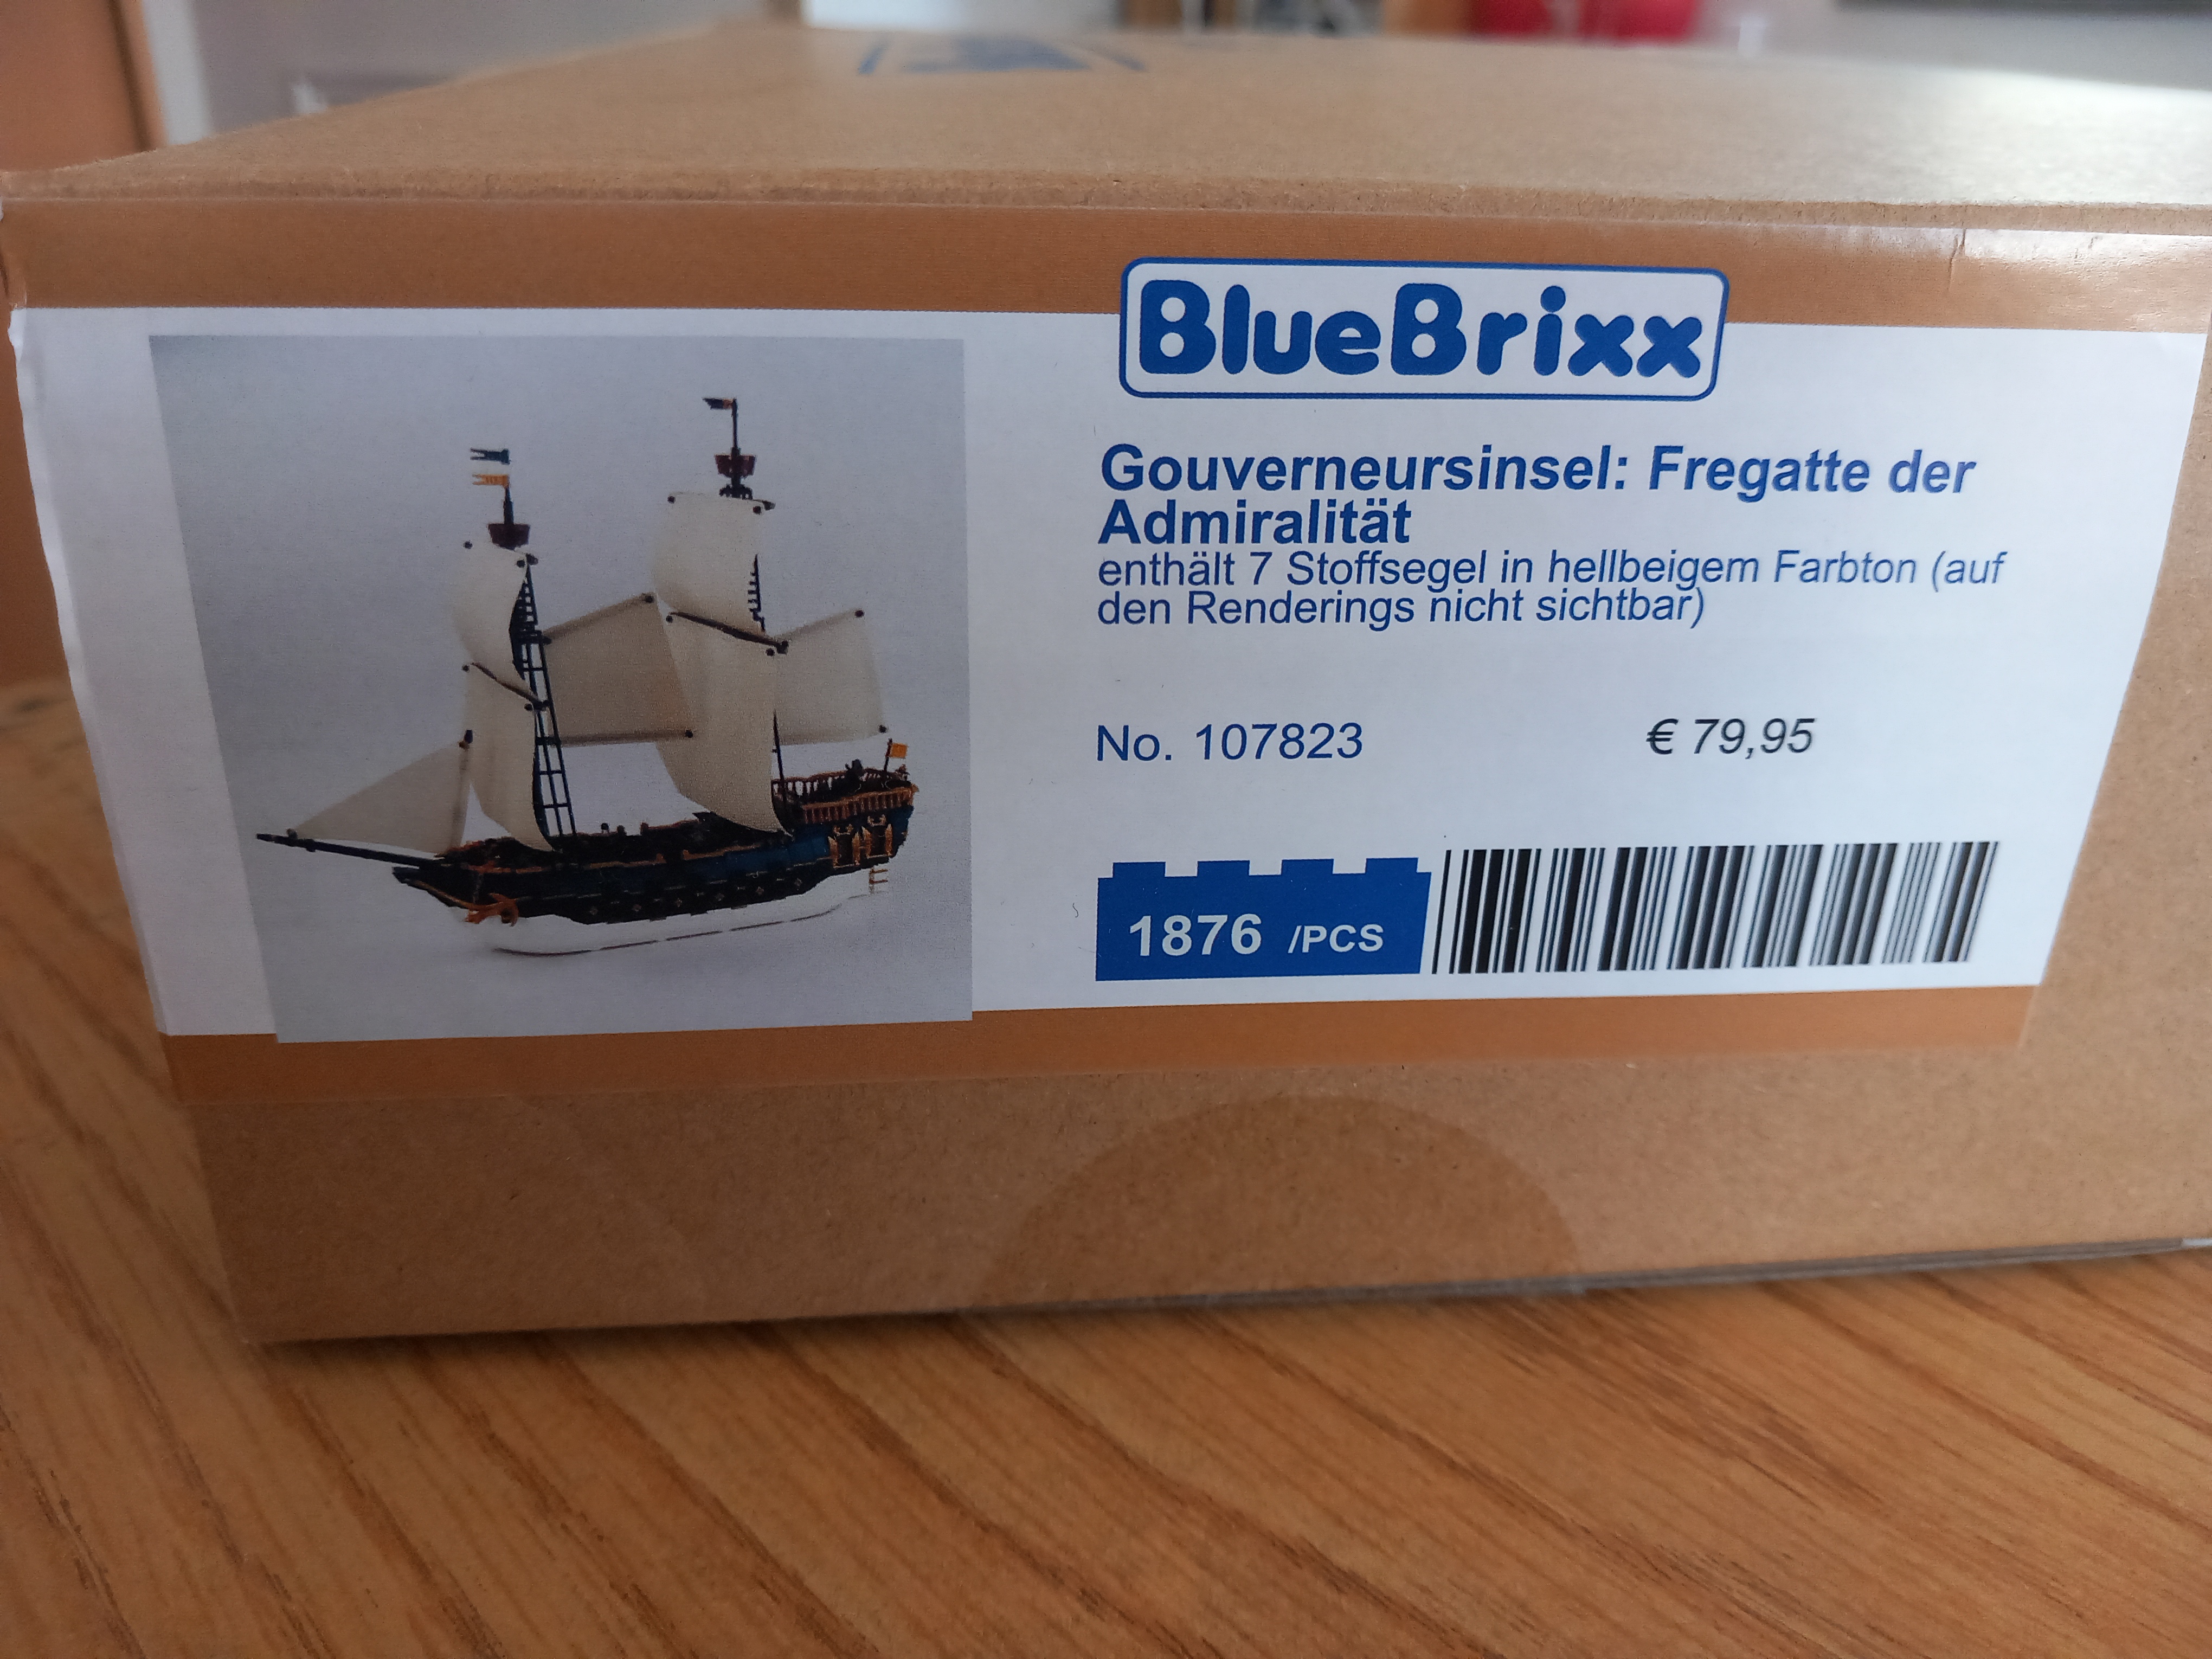 BlueBrixx
Gouverneursinsel: Fregatte der
Admiralität
enthält 7 Stoffsegel in hellbeigem Farbton (auf
den Renderings nicht sichtbar)
No. 107823
€ 79,95
1876 /PCS